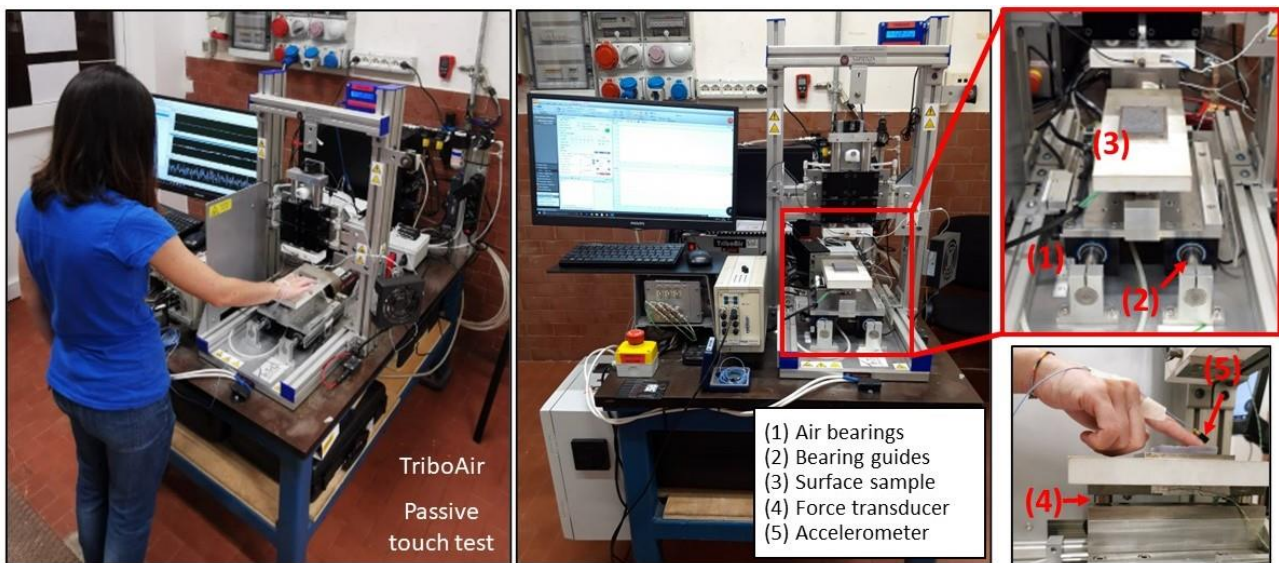 TriboAir
Passive
touch test
TriboAir
PHILIPS
(1) Air bearings
(2) Bearing guides
(3) Surface sample
(4) Force transducer
(5) Accelerometer
(3)
(1)
(2)
(5)
(4)